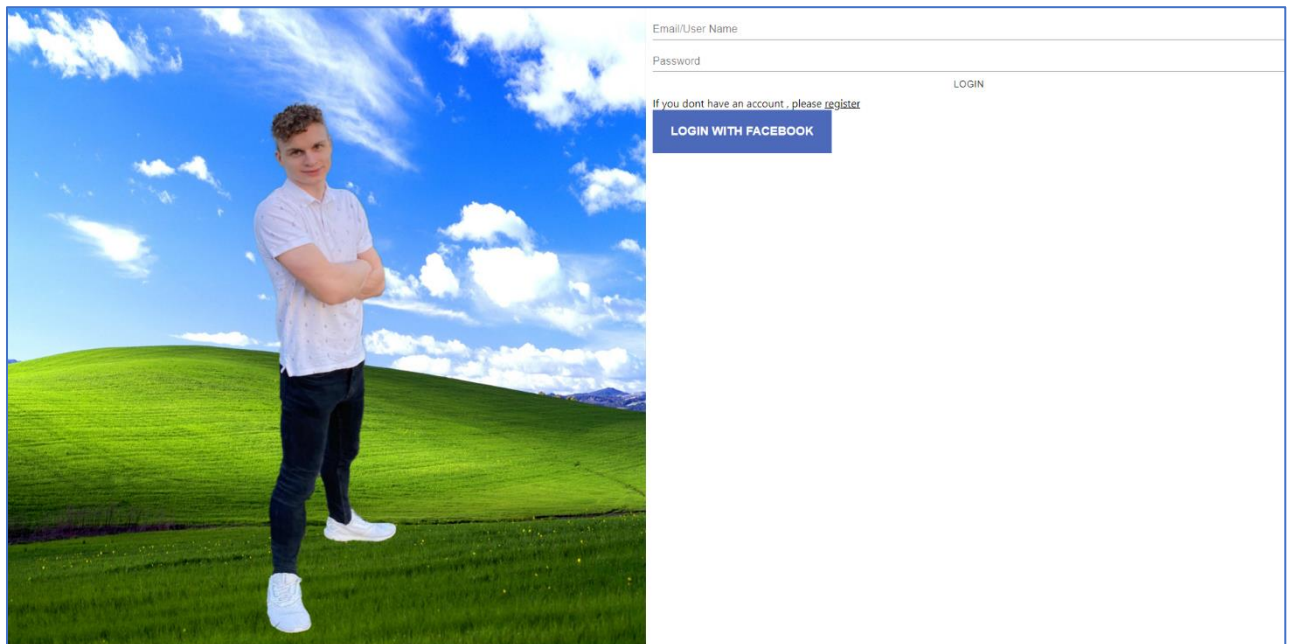 Email/User Name
Password
LOGIN
If you dont have an account , please register
LOGIN WITH FACEBOOK